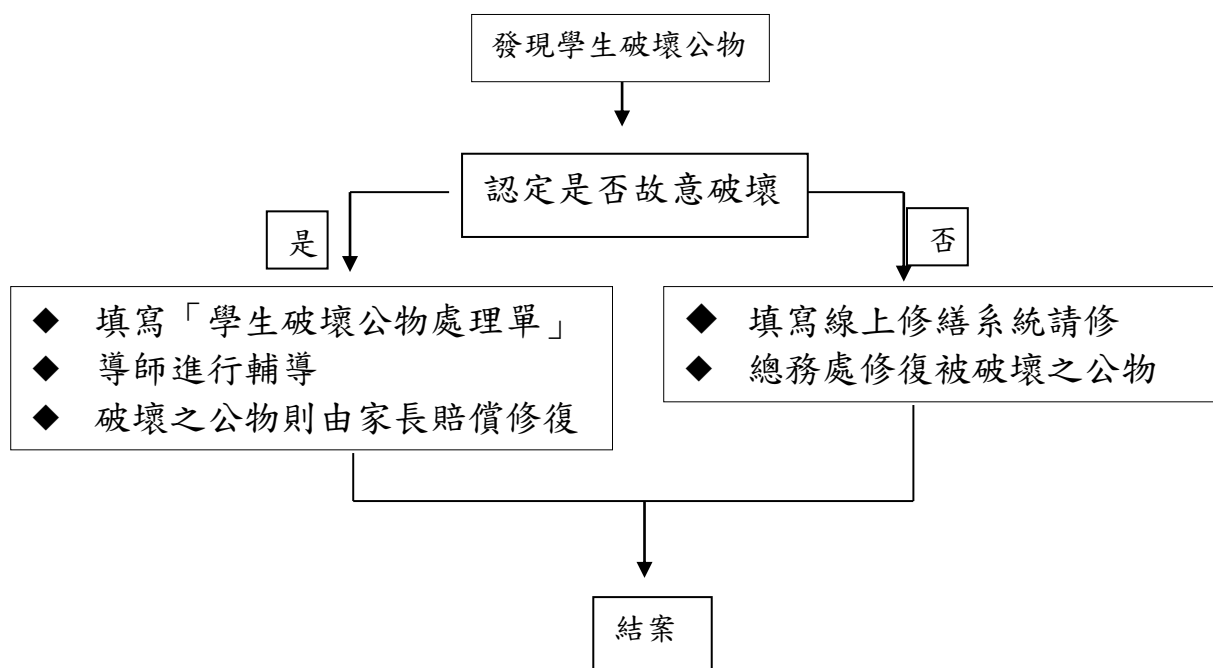 發現學生破壞公物
認定是否故意破壞
是
否
◆ 填寫「學生破壞公物處理單」
◆ 導師進行輔導
◆ 破壞之公物則由家長賠償修復
◆ 填寫線上修繕系統請修
◆ 總務處修復被破壞之公物
結案